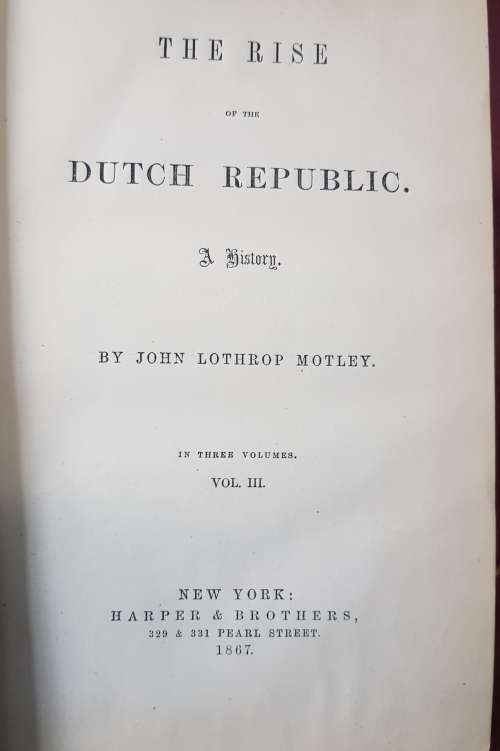 THE RISE
OF THE
DUTCH REPUBLIC.
A History.
BY JOHN LOTHROP MOTLEY.
IN THREE VOLUMES.
VOL. III.
NEW YORK:
HARPER & BROTHERS,
329 & 331 PEARL STREET.
1867.